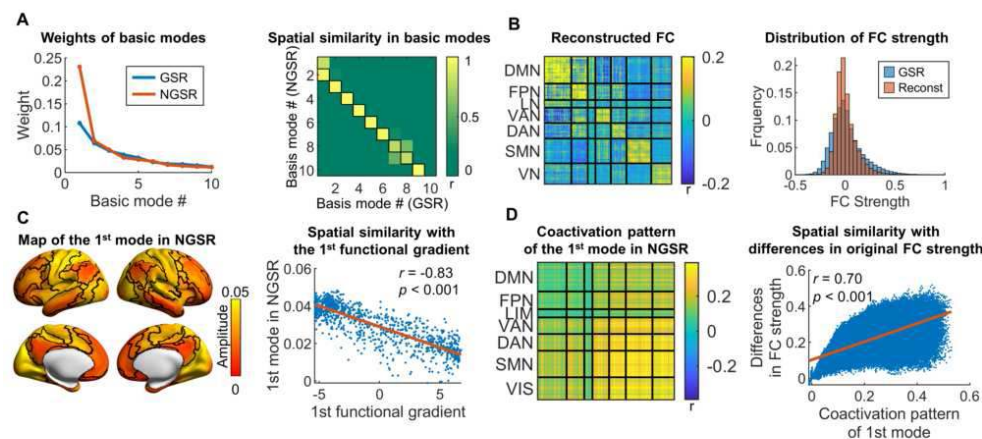 A
Weights of basic modes
Weight
0.25
0.2
0.15
0.1
0.05
0
0
5
10
Basic mode #
GSR
NGSR
Spatial similarity in basic modes
Basis mode # (NGSR)
2
4
6
8
10
2 4 6 8 10
Basis mode # (GSR)
1
0.5
0
r
B
Reconstructed FC
DMN
FPN
LN
VAN
DAN
SMN
VN
0.2
0
-0.2
r
Distribution of FC strength
Frquency
0.2
0.15
0.1
0.05
0
-0.5 0 0.5 1
FC Strength
GSR
Reconst
C
Map of the 1st mode in NGSR
0.05
Amplitude
0
Spatial similarity with
the 1st functional gradient
1st mode in NGSR
0.06
0.04
0.02
0.00
-5 0 5
1st functional gradient
r = -0.83
p < 0.001
D
Coactivation pattern
of the 1st mode in NGSR
DMN
FPN
LIM
VAN
DAN
SMN
VIS
0.2
0
-0.2
r
Spatial similarity with
differences in original FC strength
Differences
in FC strength
0.6
0.4
0.2
0
0 0.2 0.4 0.6
Coactivation pattern
of 1st mode
r = 0.70
p < 0.001